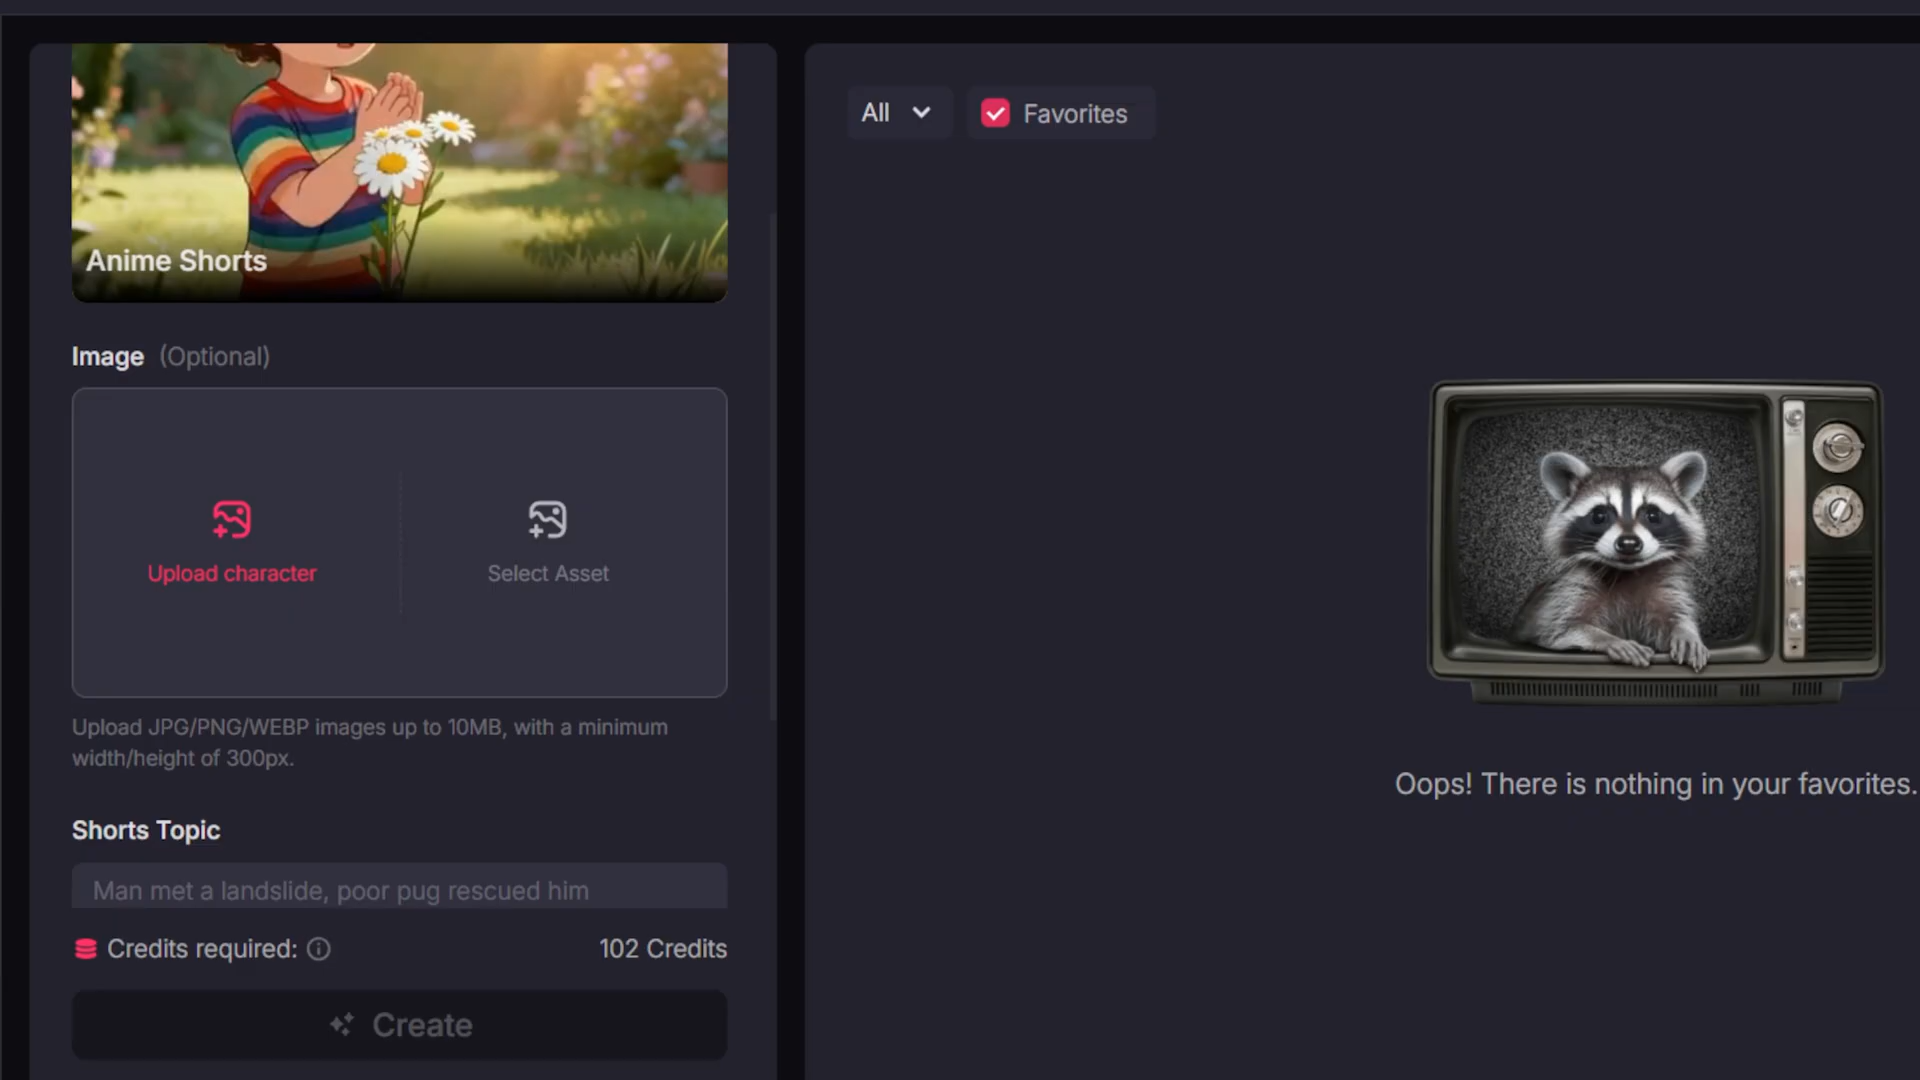 Anime Shorts
Image (Optional)
Upload character
Select Asset
Upload JPG/PNG/WEBP images up to 10MB, with a minimum
width/height of 300px.
Shorts Topic
Man met a landslide, poor pug rescued him
Credits required:
102 Credits
Create
All
Favorites
Oops! There is nothing in your favorites.